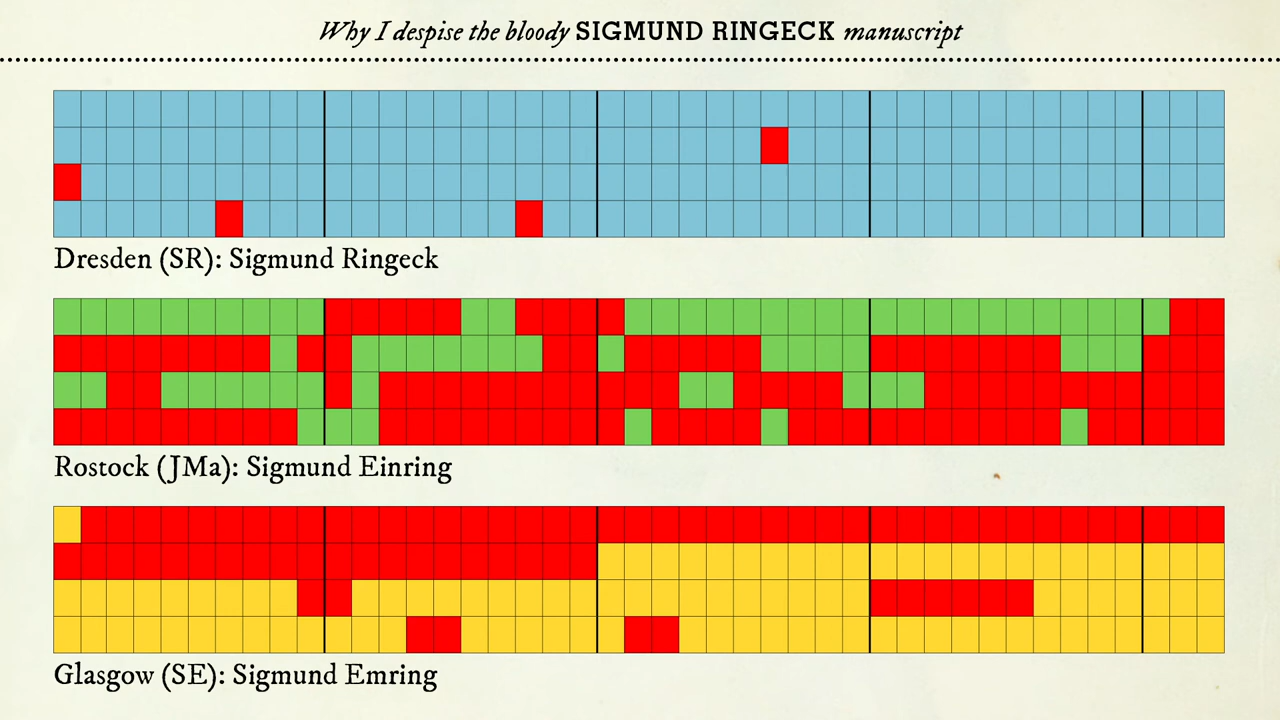 Why I despise the bloody SIGMUND RINGECK manuscript
Dresden (SR): Sigmund Ringeck
Rostock (JMa): Sigmund Einring
Glasgow (SE): Sigmund Emring